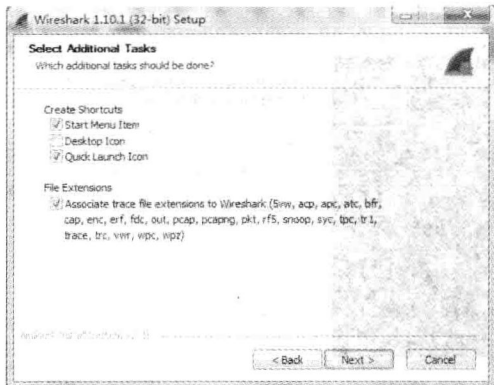 Wireshark 1.10.1 (32-bit) Setup
Select Additional Tasks
Which additional tasks should be done?
Create Shortcuts
Start Menu Item
Desktop Icon
Quick Launch Icon
File Extensions
Associate trace file extensions to Wireshark (5vw, acp, apc, atc, bfr,
cap, enc, erf, fdc, out, pcap, pcapng, pkt, rf5, snoop, syc, tpc, tr1,
trace, trc, vwr, wpc, wpz)
< Back
Next >
Cancel